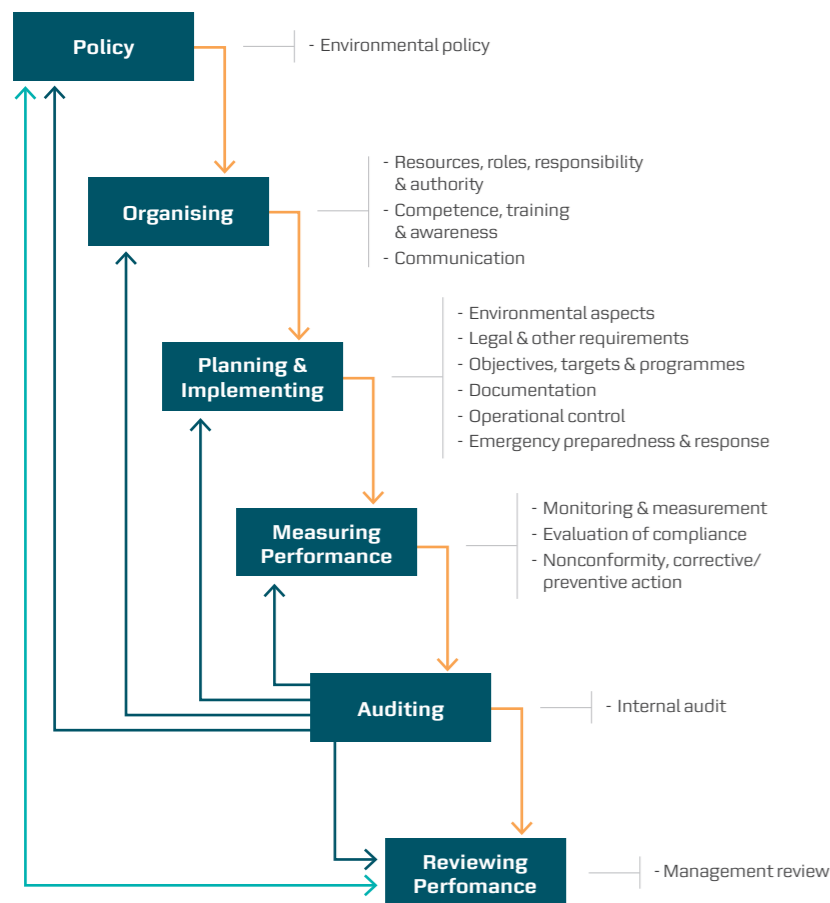 Policy
- Environmental policy
Organising
- Resources, roles, responsibility
& authority
- Competence, training
& awareness
- Communication
Planning &
Implementing
- Environmental aspects
- Legal & other requirements
- Objectives, targets & programmes
- Documentation
- Operational control
- Emergency preparedness & response
Measuring
Performance
- Monitoring & measurement
- Evaluation of compliance
- Nonconformity, corrective/
preventive action
Auditing
- Internal audit
Reviewing
Perfomance
- Management review